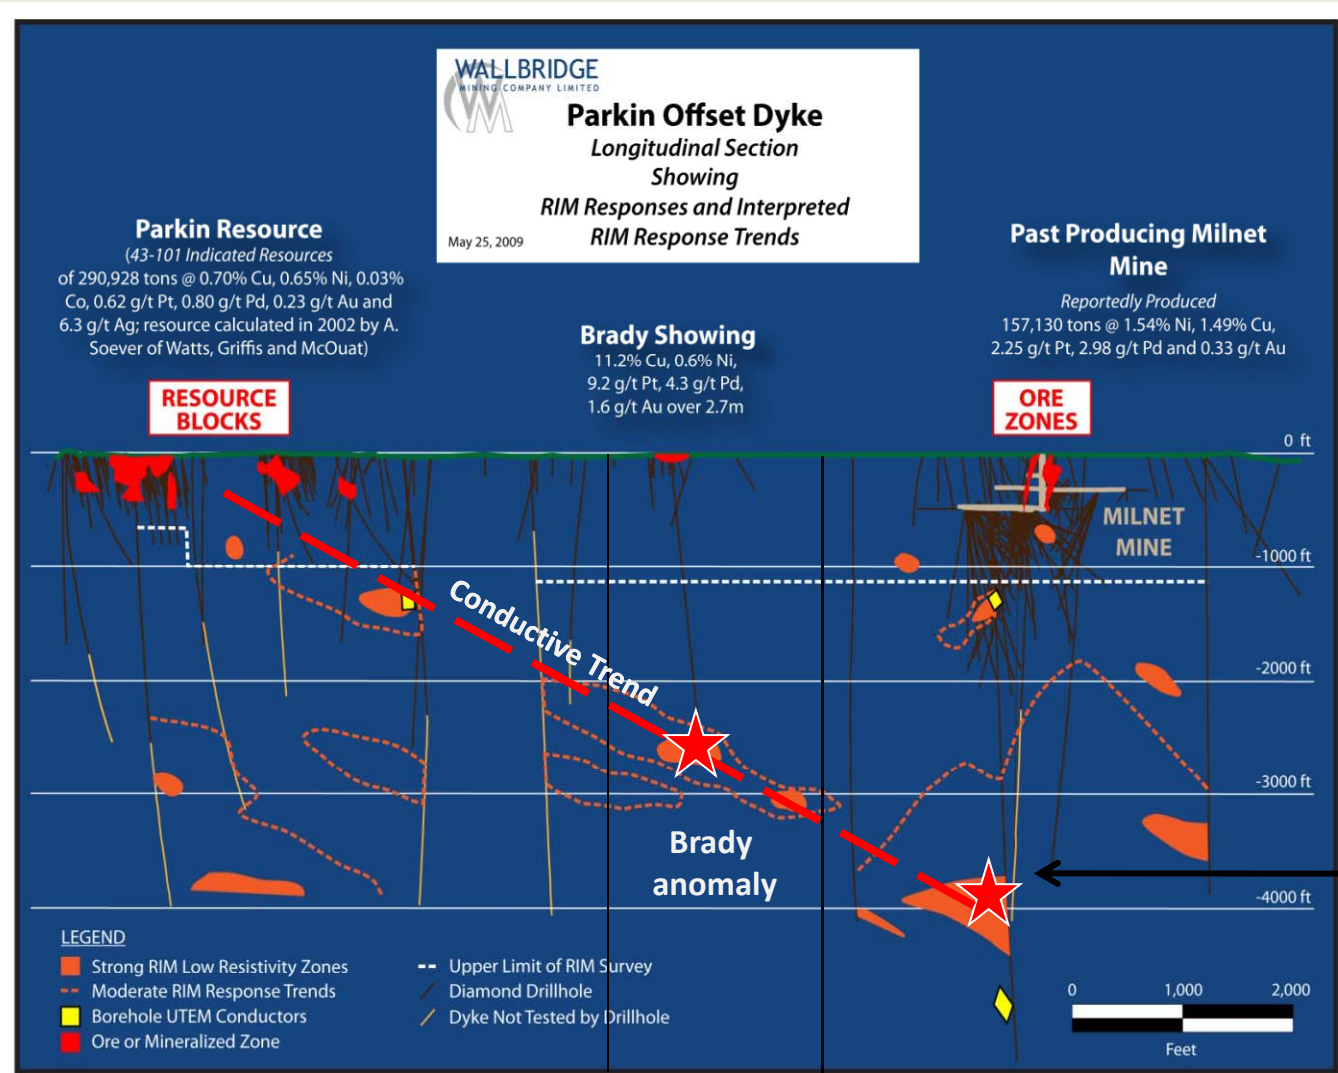 WALLBRIDGE
MINING COMPANY LIMITED
WM
Parkin Offset Dyke
Longitudinal Section
Showing
RIM Responses and Interpreted
RIM Response Trends
May 25, 2009
Parkin Resource
(43-101 Indicated Resources
of 290,928 tons @ 0.70% Cu, 0.65% Ni, 0.03%
Co, 0.62 g/t Pt, 0.80 g/t Pd, 0.23 g/t Au and
6.3 g/t Ag; resource calculated in 2002 by A.
Soever of Watts, Griffis and McOuat)
RESOURCE
BLOCKS
Brady Showing
11.2% Cu, 0.6% Ni,
9.2 g/t Pt, 4.3 g/t Pd,
1.6 g/t Au over 2.7m
Past Producing Milnet
Mine
Reportedly Produced
157,130 tons @ 1.54% Ni, 1.49% Cu,
2.25 g/t Pt, 2.98 g/t Pd and 0.33 g/t Au
ORE
ZONES
0 ft
MILNET
MINE
-1000 ft
Conductive Trend
-2000 ft
-3000 ft
Brady
anomaly
-4000 ft
LEGEND
Strong RIM Low Resistivity Zones
Moderate RIM Response Trends
Borehole UTEM Conductors
Ore or Mineralized Zone
Upper Limit of RIM Survey
Diamond Drillhole
Dyke Not Tested by Drillhole
0 1,000 2,000
Feet